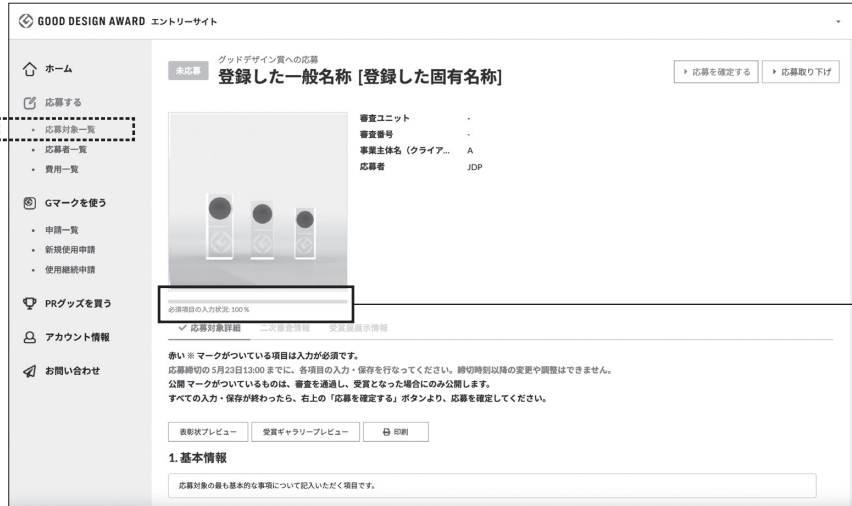 GOOD DESIGN AWARD エントリーサイト
ホーム
応募する
• 応募対象一覧
• 応募者一覧
• 費用一覧
Gマークを使う
• 申請一覧
• 新規使用申請
• 使用継続申請
PRグッズを買う
アカウント情報
お問い合わせ
未応募
グッドデザイン賞への応募
登録した一般名称 [登録した固有名称]
応募を確定する
応募取り下げ
審査ユニット -
審査番号 -
事業主体名（クライア... A
応募者 JDP
必須項目の入力状況: 100 %
応募対象詳細 二次審査情報 受賞展展示情報
赤い ※ マークがついている項目は入力が必須です。
応募締切の 5月23日13:00 までに、各項目の入力・保存を行なってください。締切時刻以降の変更や調整はできません。
公開 マークがついているものは、審査を通過し、受賞となった場合にのみ公開します。
すべての入力・保存が終わったら、右上の「応募を確定する」ボタンより、応募を確定してください。
表彰状プレビュー 受賞ギャラリープレビュー 印刷
1. 基本情報
応募対象の最も基本的な事項について記入いただく項目です。